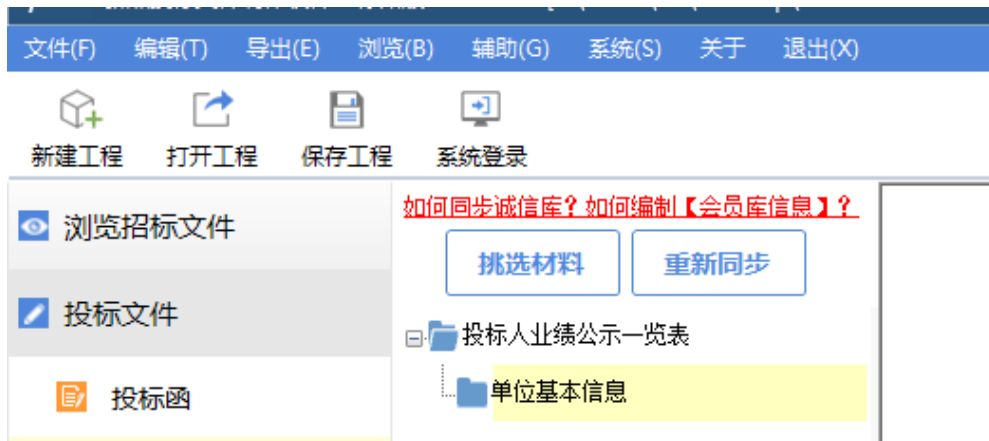 文件(F) 编辑(T) 导出(E) 浏览(B) 辅助(G) 系统(S) 关于 退出(X)
新建工程 打开工程 保存工程 系统登录
浏览招标文件
如何同步诚信库？如何编制【会员库信息】？
挑选材料 重新同步
投标文件
投标人业绩公示一览表
投标函
单位基本信息